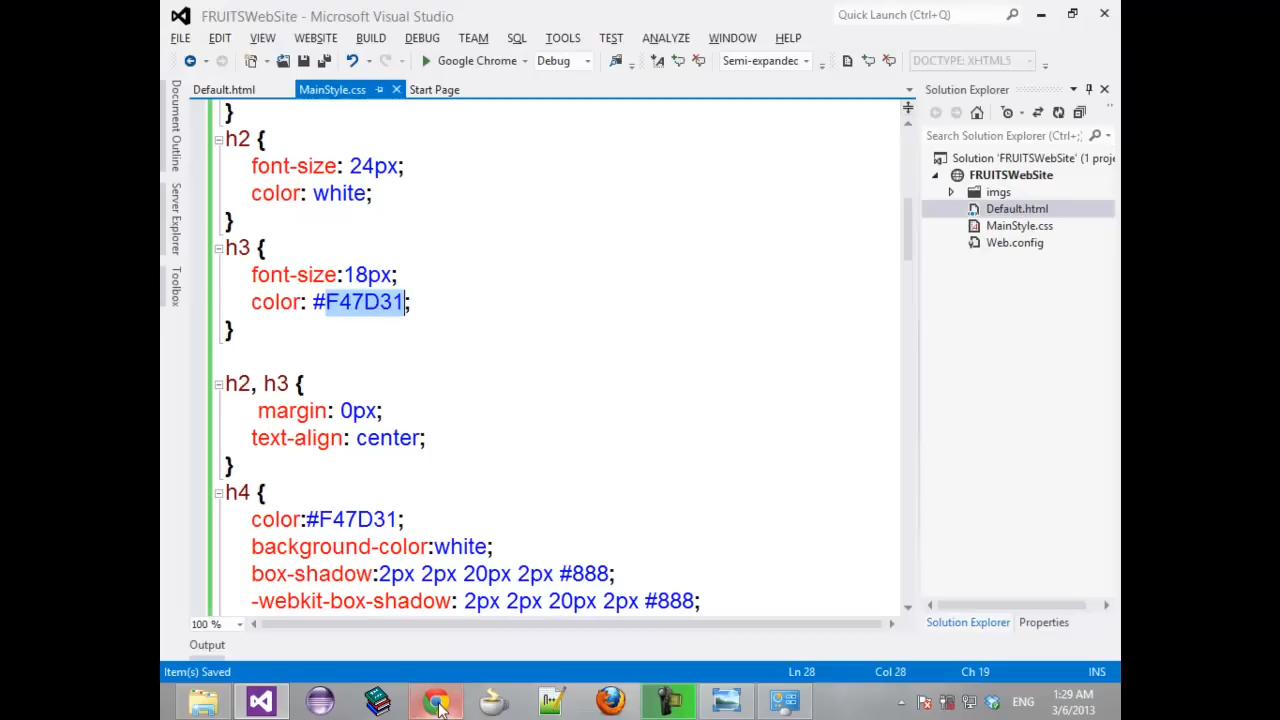 FRUITSWebSite - Microsoft Visual Studio
Quick Launch (Ctrl+Q)
FILE EDIT VIEW WEBSITE BUILD DEBUG TEAM SQL TOOLS TEST ANALYZE WINDOW HELP
Google Chrome Debug Semi-expandec DOCTYPE: XHTML5
Document Outline
Server Explorer
Toolbox
Default.html MainStyle.css Start Page
}
h2 {
font-size: 24px;
color: white;
}
h3 {
font-size:18px;
color: #F47D31;
}
h2, h3 {
margin: 0px;
text-align: center;
}
h4 {
color:#F47D31;
background-color:white;
box-shadow:2px 2px 20px 2px #888;
-webkit-box-shadow: 2px 2px 20px 2px #888;
100 %
Output
Solution Explorer
Search Solution Explorer (Ctrl+;)
Solution 'FRUITSWebSite' (1 proje
FRUITSWebSite
imgs
Default.html
MainStyle.css
Web.config
Solution Explorer Properties
Item(s) Saved Ln 28 Col 28 Ch 19 INS
ENG
1:29 AM
3/6/2013